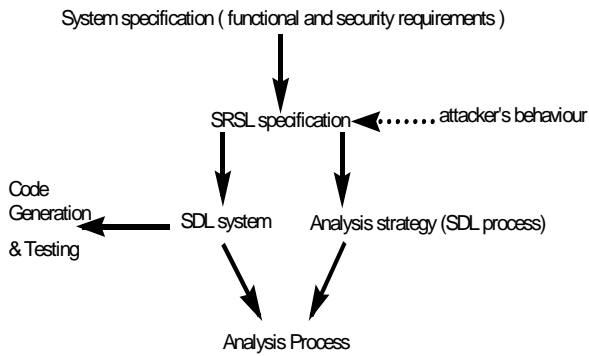 System specification ( functional and security requirements )
SRSL specification
attacker's behaviour
Code
Generation
& Testing
SDL system
Analysis strategy (SDL process)
Analysis Process